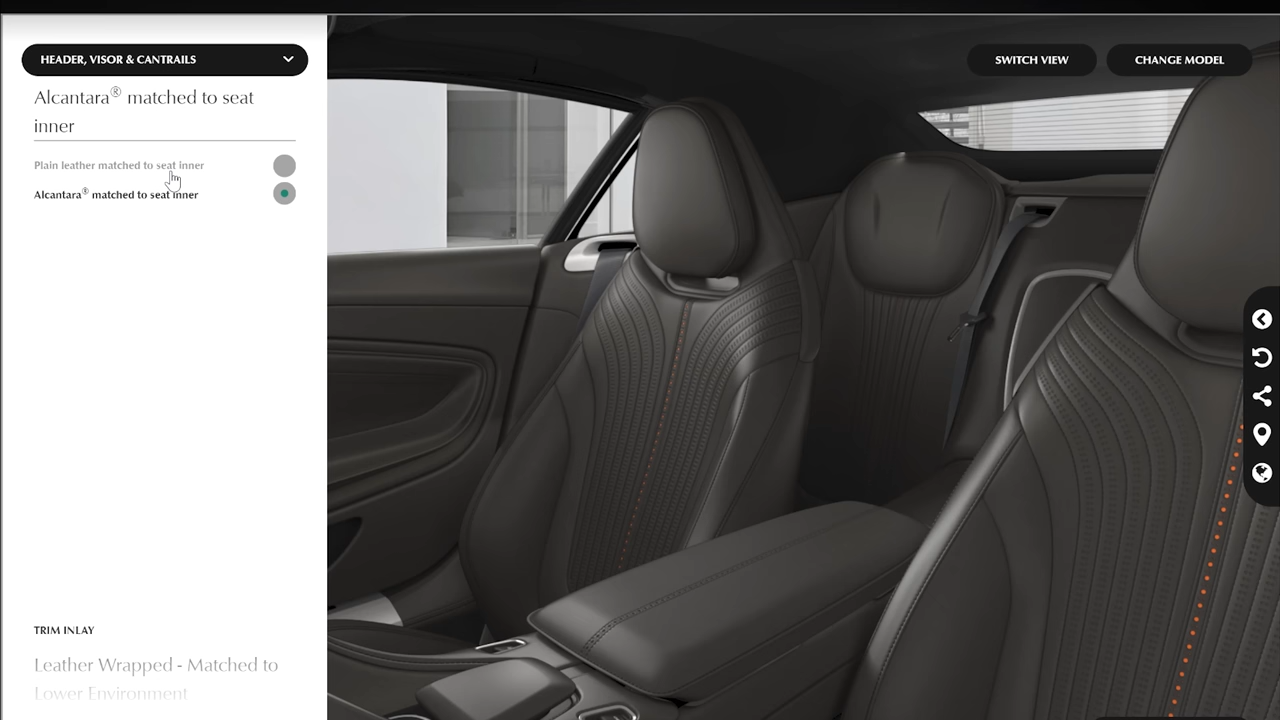 HEADER, VISOR & CANTRAILS
SWITCH VIEW
CHANGE MODEL
Alcantara® matched to seat
inner
Plain leather matched to seat inner
Alcantara® matched to seat inner
TRIM INLAY
Leather Wrapped - Matched to
Lower Environment